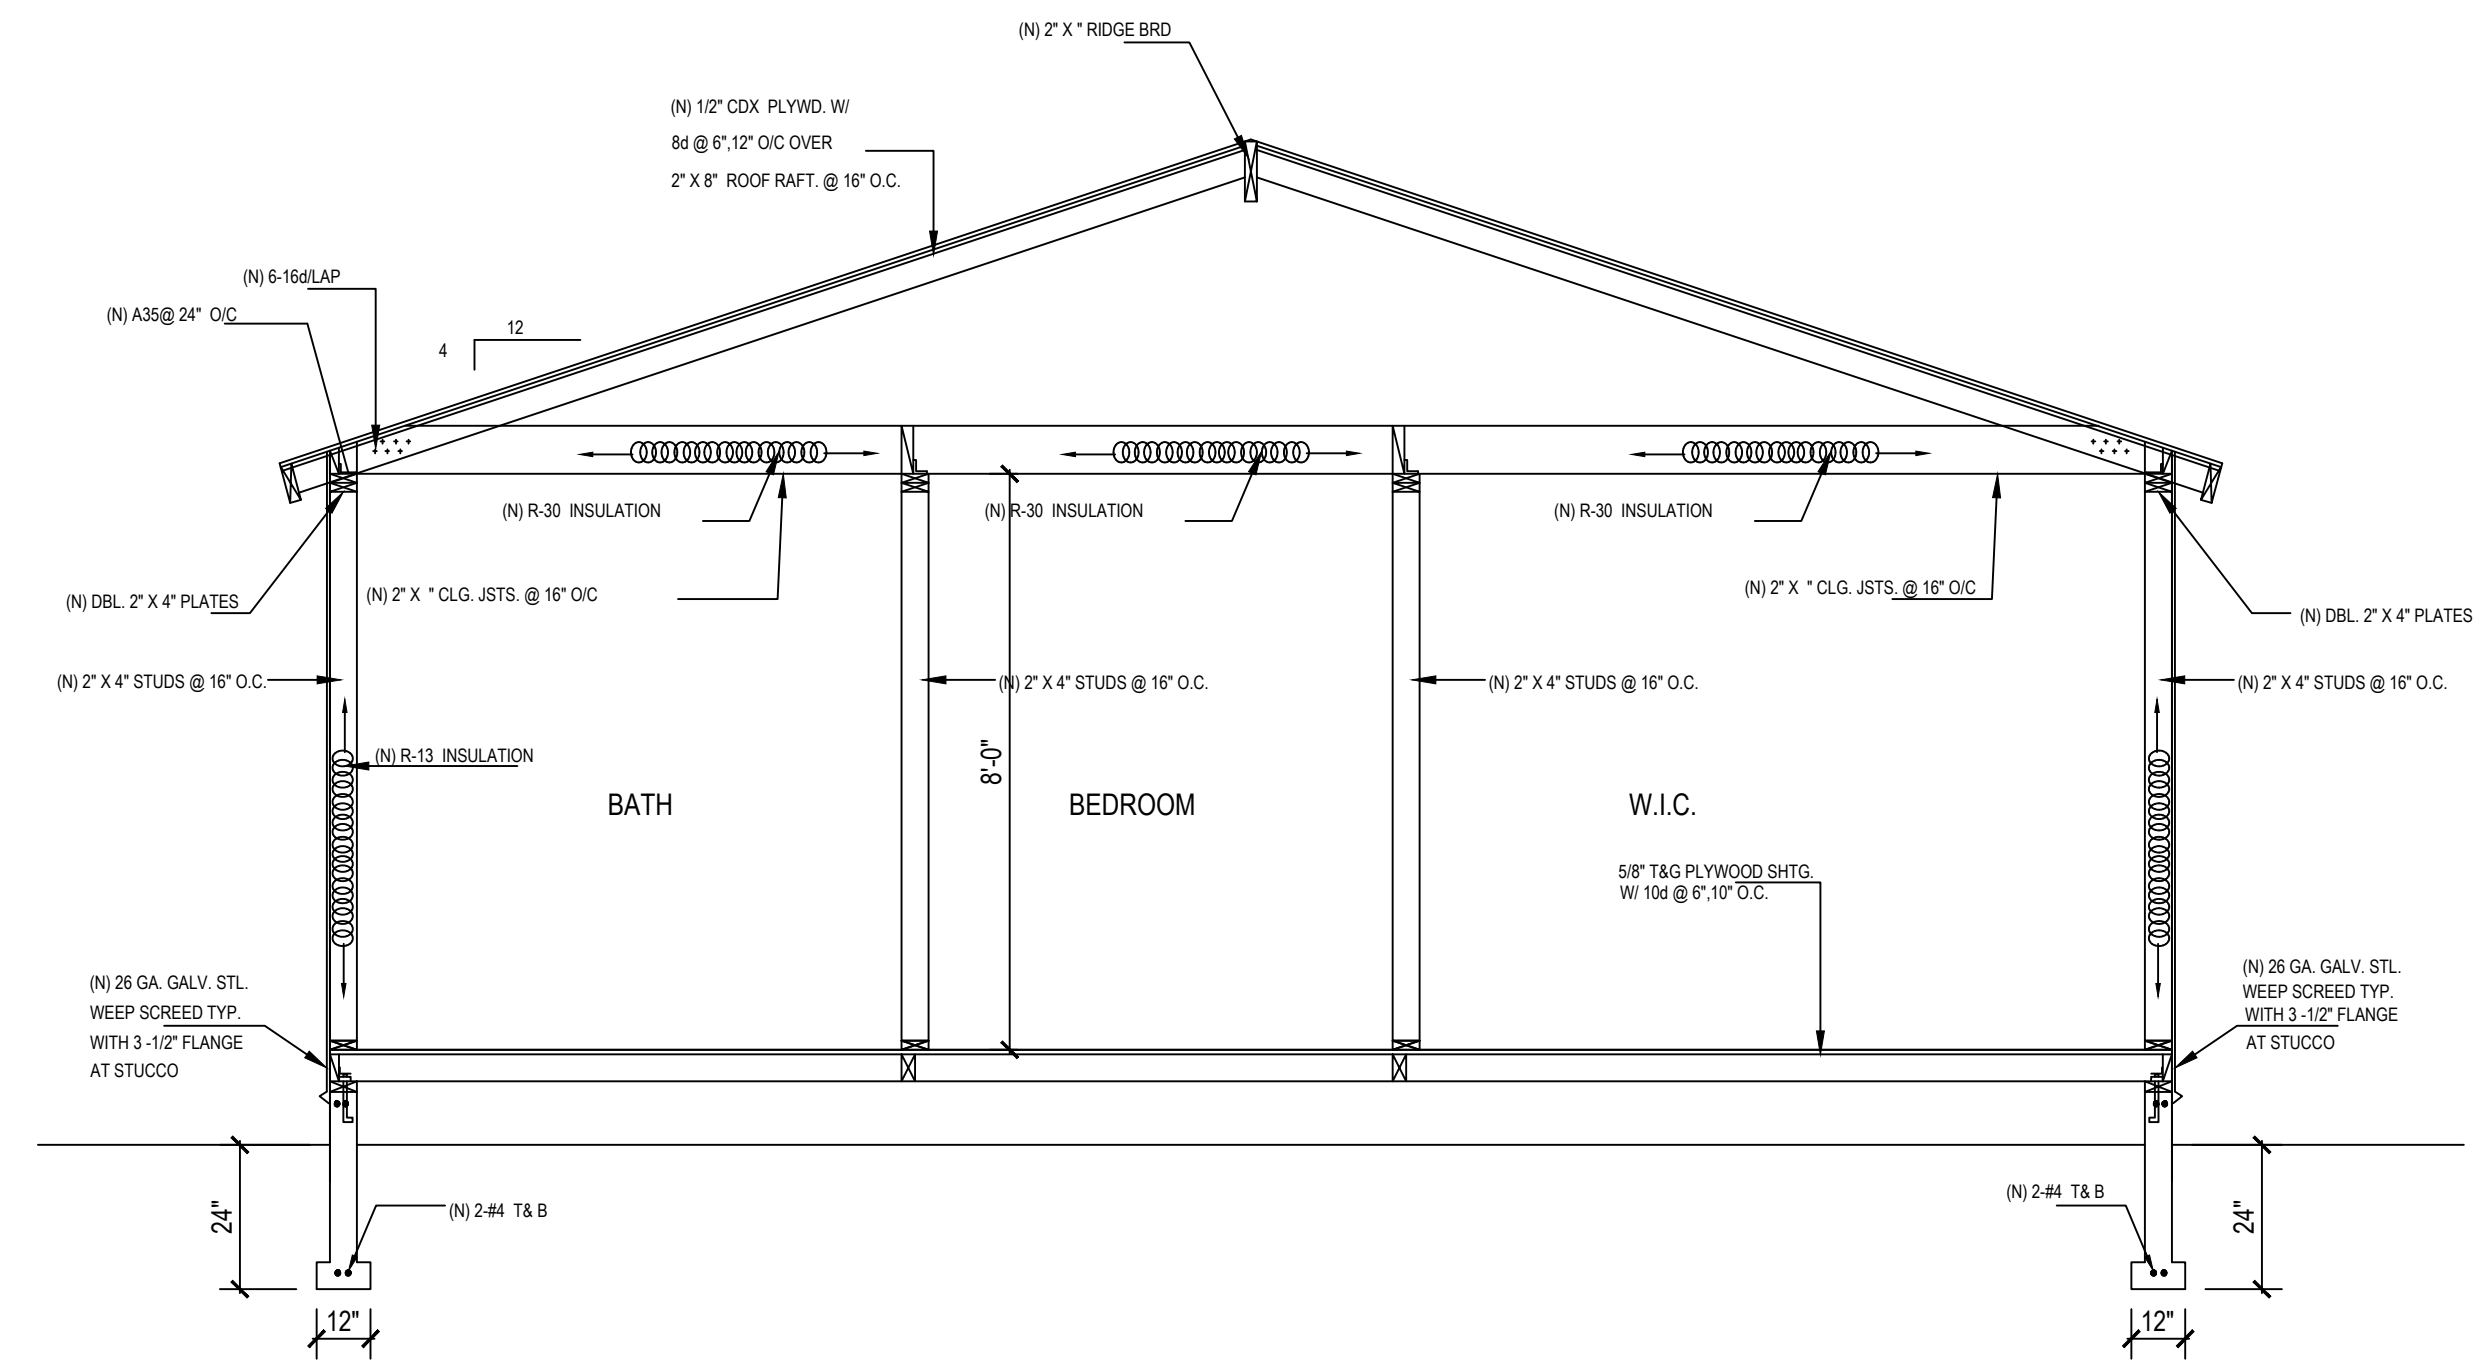 (N) 2" X " RIDGE BRD
(N) 1/2" CDX PLYWD. W/
8d @ 6",12" O/C OVER
2" X 8" ROOF RAFT. @ 16" O.C.
(N) 6-16d/LAP
(N) A35@ 24" O/C
12
4
(N) R-30 INSULATION
(N) R-30 INSULATION
(N) R-30 INSULATION
(N) DBL. 2" X 4" PLATES
(N) 2" X " CLG. JSTS. @ 16" O/C
(N) 2" X " CLG. JSTS. @ 16" O/C
(N) DBL. 2" X 4" PLATES
(N) 2" X 4" STUDS @ 16" O.C.
(N) 2" X 4" STUDS @ 16" O.C.
(N) 2" X 4" STUDS @ 16" O.C.
(N) 2" X 4" STUDS @ 16" O.C.
(N) R-13 INSULATION
8'-0"
BATH
BEDROOM
W.I.C.
5/8" T&G PLYWOOD SHTG.
W/ 10d @ 6",10" O.C.
(N) 26 GA. GALV. STL.
WEEP SCREED TYP.
WITH 3 -1/2" FLANGE
AT STUCCO
(N) 26 GA. GALV. STL.
WEEP SCREED TYP.
WITH 3 -1/2" FLANGE
AT STUCCO
24"
(N) 2-#4 T& B
(N) 2-#4 T& B
24"
12"
12"